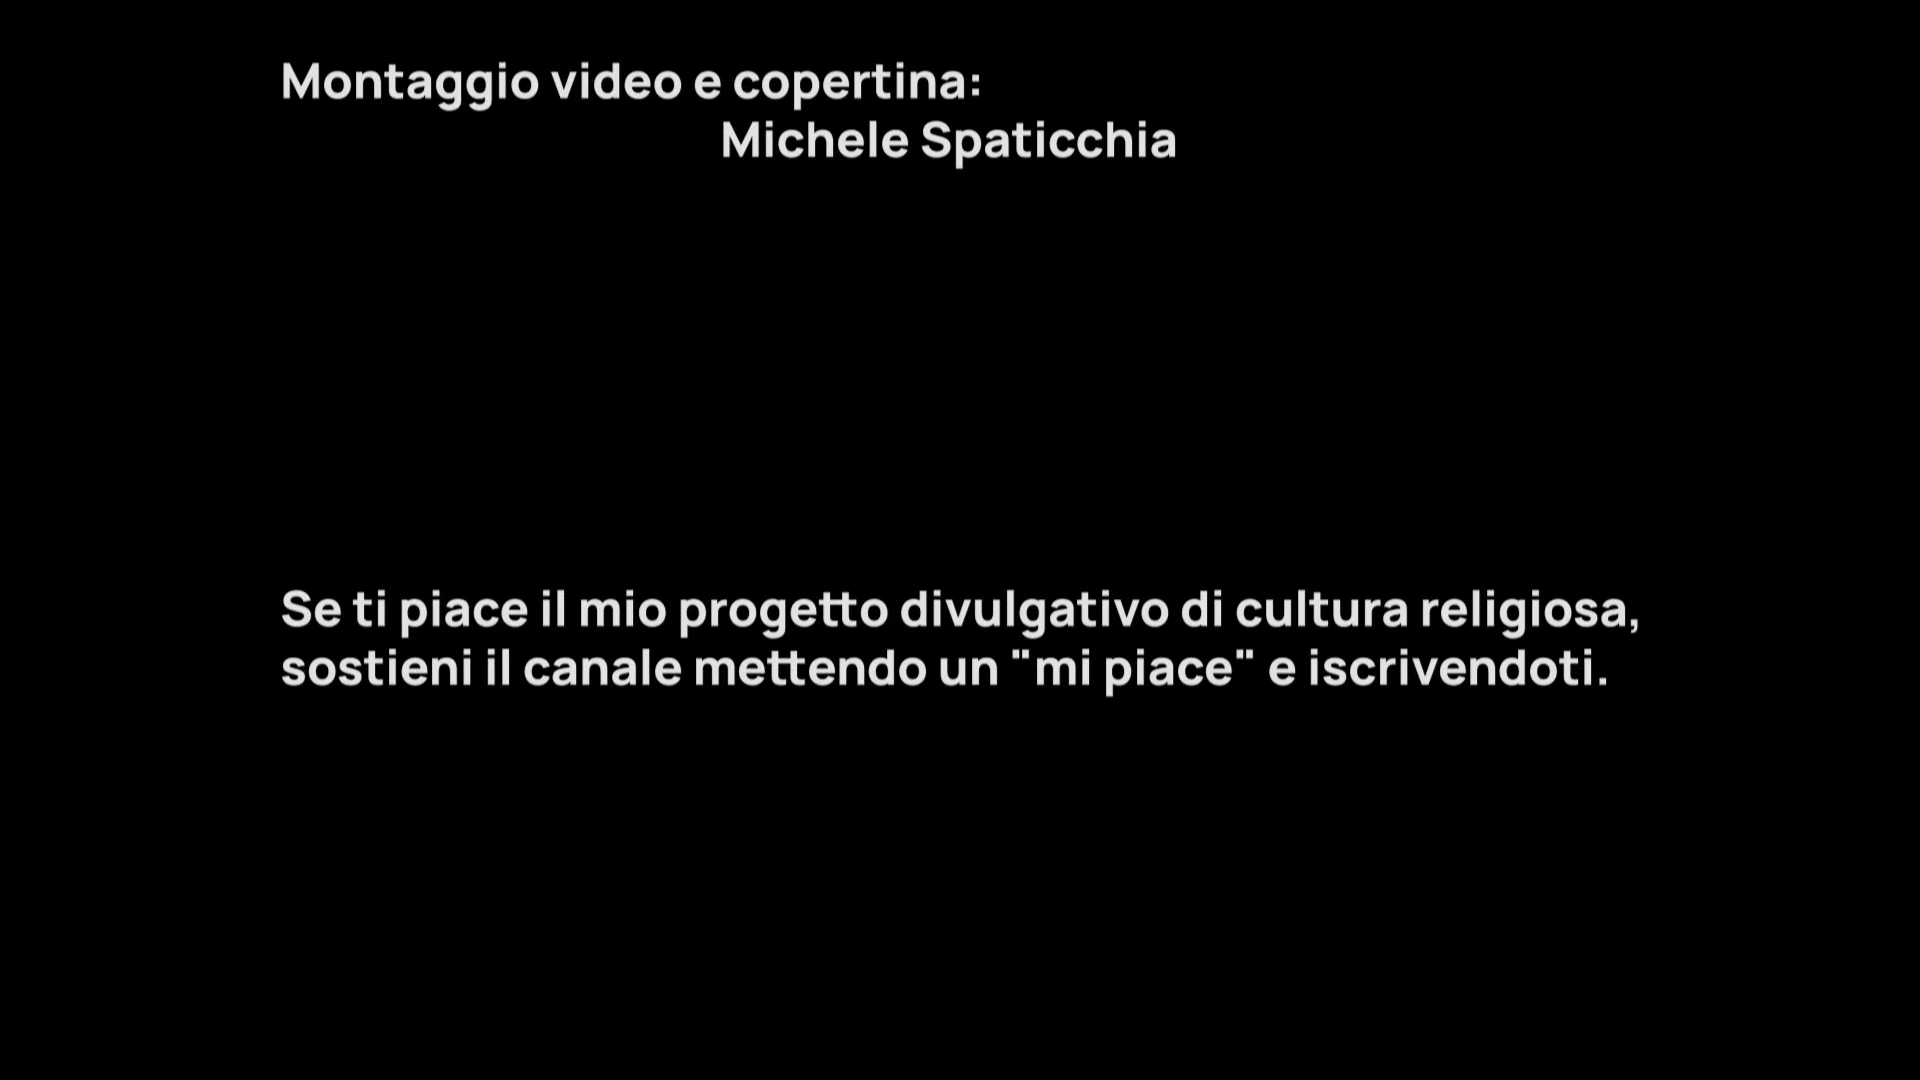 Montaggio video e copertina:
Michele Spaticchia
Se ti piace il mio progetto divulgativo di cultura religiosa,
sostieni il canale mettendo un "mi piace" e iscrivendoti.